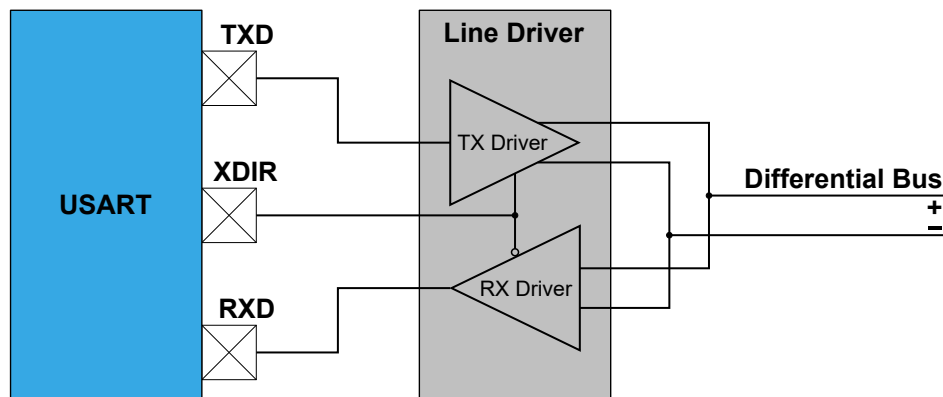 TXD
Line Driver
TX Driver
XDIR
USART
Differential Bus
+
−
RX Driver
RXD